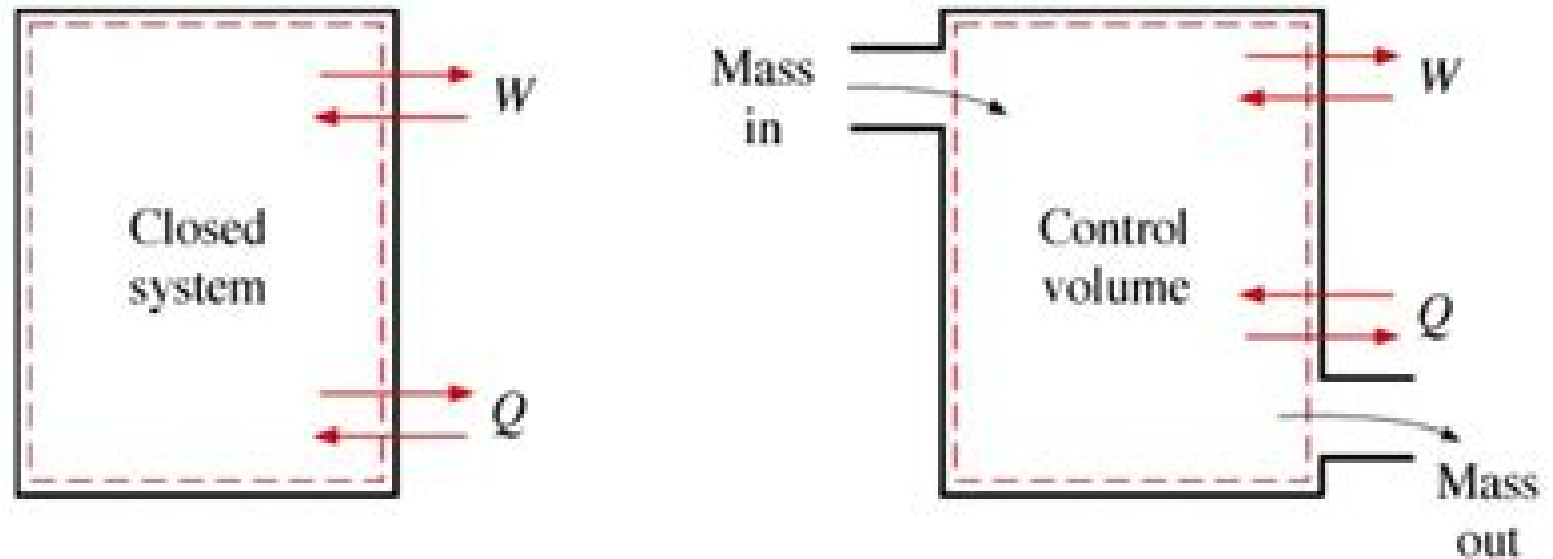 Closed
system
W
Q
Mass
in
Control
volume
W
Q
Mass
out